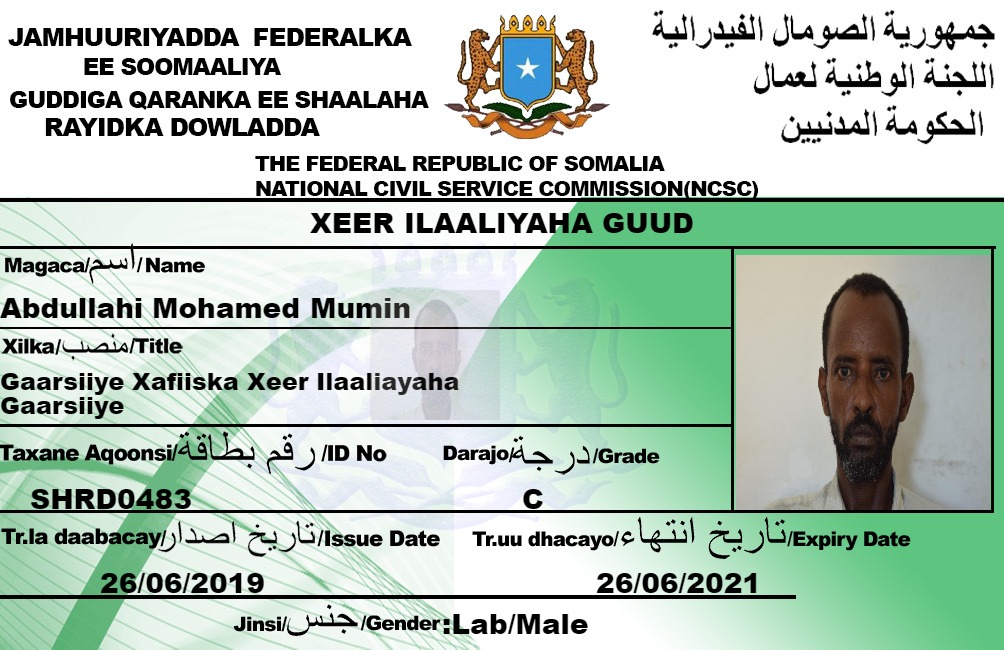 JAMHUURIYADDA FEDERALKA
EE SOOMAALIYA
GUDDIGA QARANKA EE SHAALAHA
RAYIDKA DOWLADDA
جمهورية الصومال الفيدرالية
اللجنة الوطنية لعمال
الحكومة المدنيين
THE FEDERAL REPUBLIC OF SOMALIA
NATIONAL CIVIL SERVICE COMMISSION(NCSC)
XEER ILAALIYAHA GUUD
Magaca/اسم/Name
Abdullahi Mohamed Mumin
Xilka/منصب/Title
Gaarsiiye Xafiiska Xeer Ilaaliayaha
Gaarsiiye
Taxane Aqoonsi/رقم بطاقة/ID No Darajo/درجة/Grade
SHRD0483 C
Tr.la daabacay/تاريخ اصدار/Issue Date Tr.uu dhacayo/تاريخ انتهاء/Expiry Date
26/06/2019 26/06/2021
Jinsi/جنس/Gender:Lab/Male